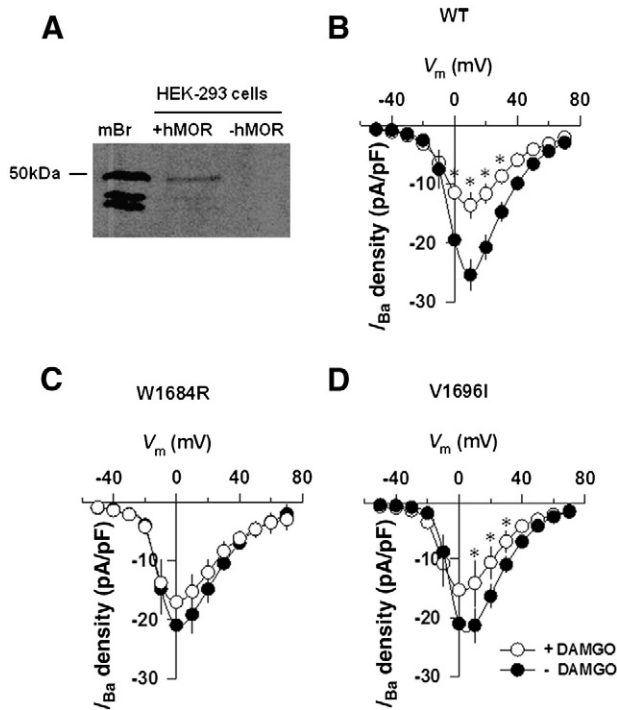 A
HEK-293 cells
mBr +hMOR -hMOR
50kDa
B
WT
Vm (mV)
-40 0 40 80
* * * *
-10
-20
-30
IBa density (pA/pF)
C
W1684R
Vm (mV)
-40 0 40 80
-10
-20
-30
IBa density (pA/pF)
D
V1696I
Vm (mV)
-40 0 40 80
* * *
-10
-20
-30
IBa density (pA/pF)
+ DAMGO
- DAMGO